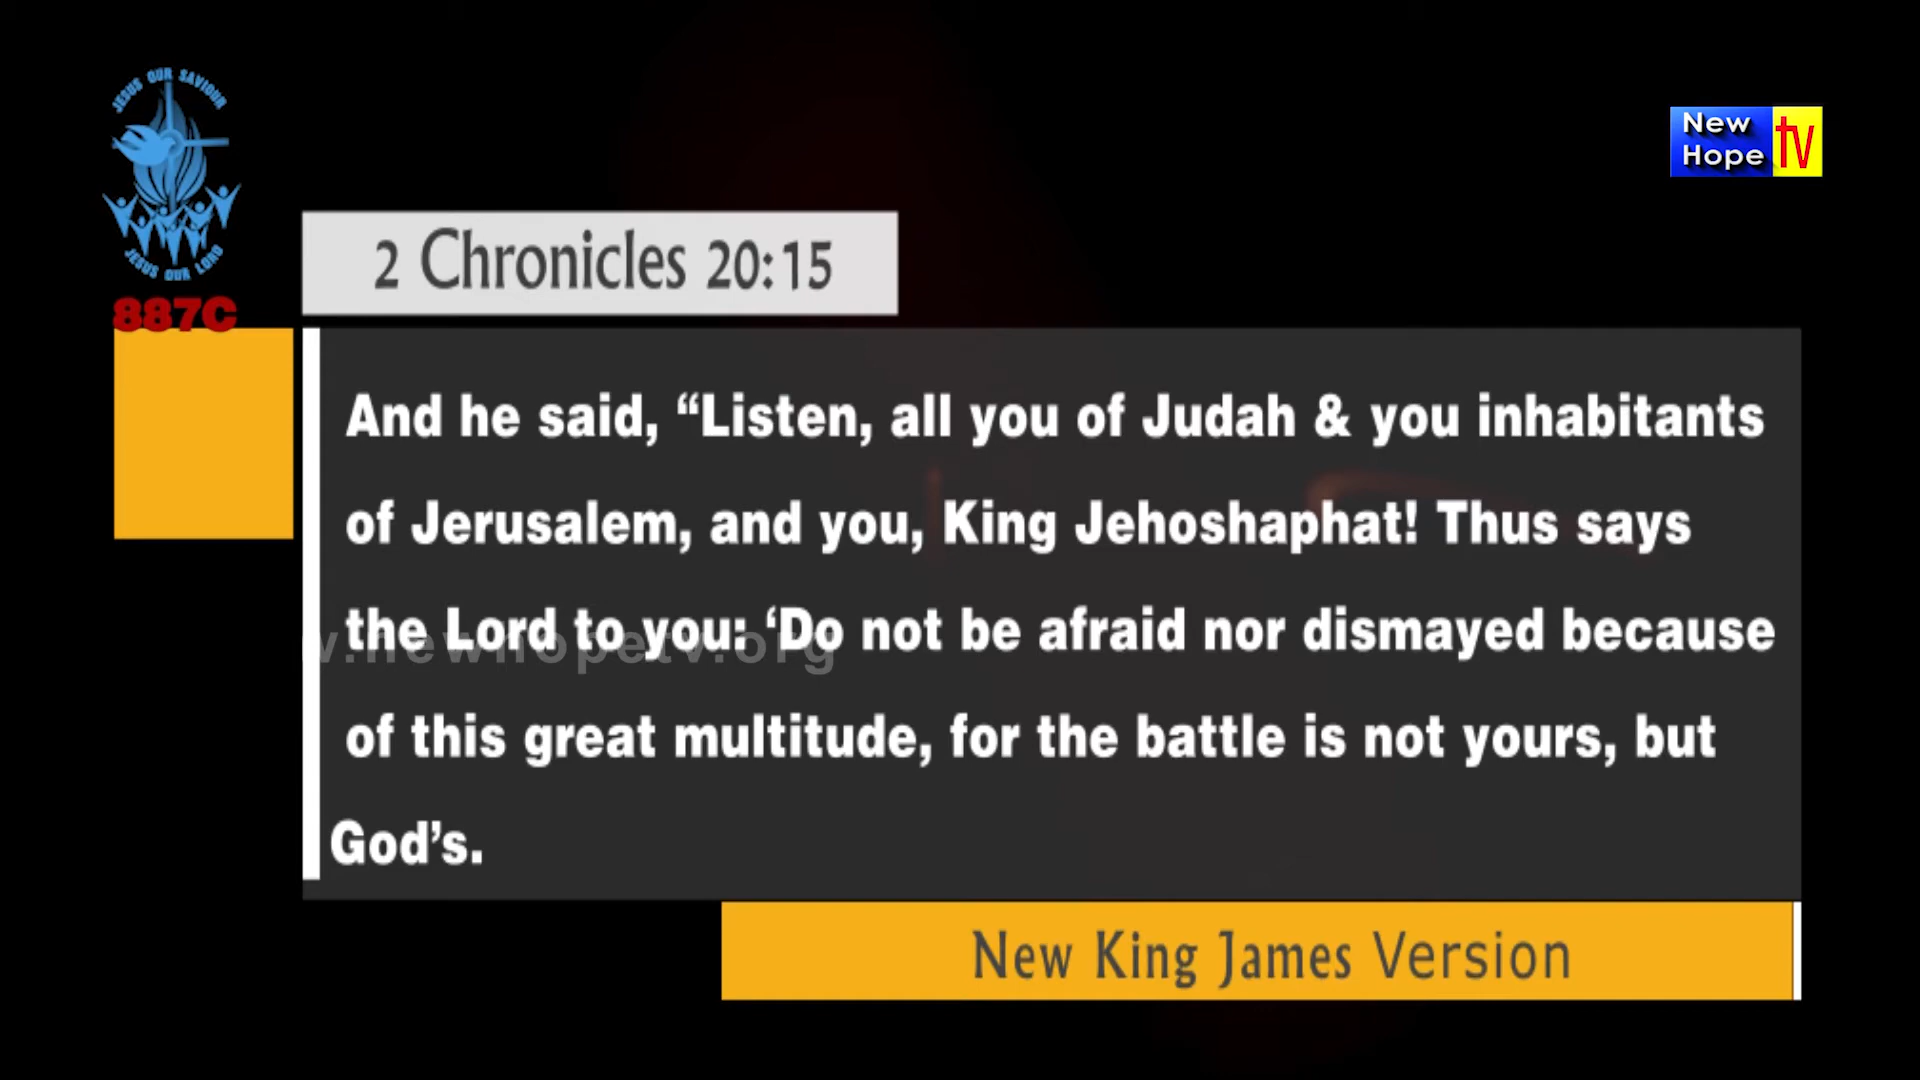 JESUS OUR SAVIOUR
JESUS OUR LORD
887C
New
Hope
tv
2 Chronicles 20:15
And he said, “Listen, all you of Judah & you inhabitants
of Jerusalem, and you, King Jehoshaphat! Thus says
the Lord to you: ‘Do not be afraid nor dismayed because
of this great multitude, for the battle is not yours, but
God’s.
w.newhopetv.org
New King James Version